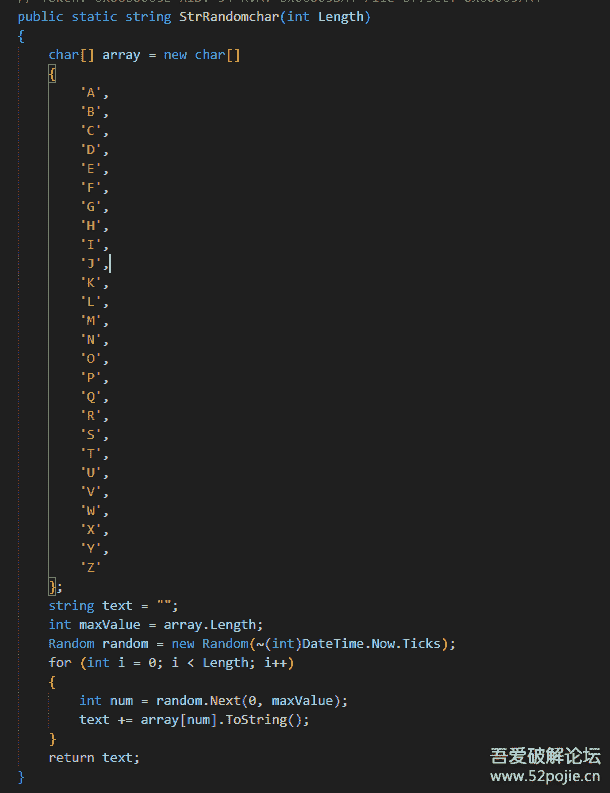 public static string StrRandomchar(int Length)
{
char[] array = new char[]
{
'A',
'B',
'C',
'D',
'E',
'F',
'G',
'H',
'I',
'J',
'K',
'L',
'M',
'N',
'O',
'P',
'Q',
'R',
'S',
'T',
'U',
'V',
'W',
'X',
'Y',
'Z'
};
string text = "";
int maxValue = array.Length;
Random random = new Random(~(int)DateTime.Now.Ticks);
for (int i = 0; i < Length; i++)
{
int num = random.Next(0, maxValue);
text += array[num].ToString();
}
return text;
}
吾爱破解论坛
www.52pojie.cn